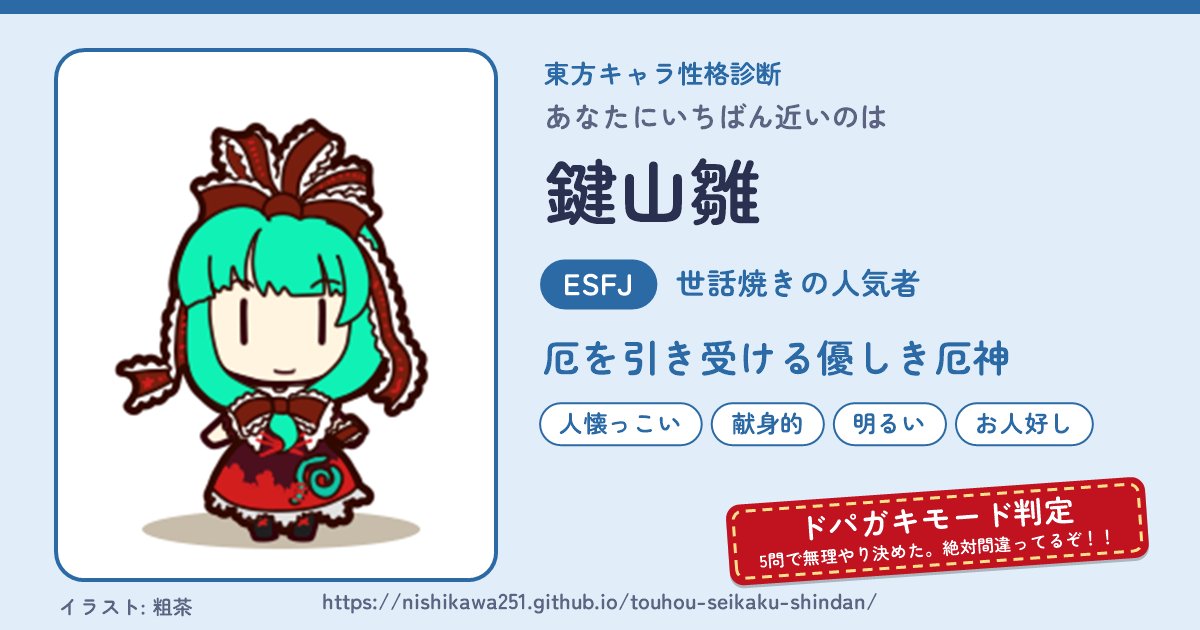 東方キャラ性格診断
あなたにいちばん近いのは
鍵山雛
ESFJ 世話焼きの人気者
厄を引き受ける優しき厄神
人懐っこい 献身的 明るい お人好し
ドパガキモード判定
5問で無理やり決めた。絶対間違ってるぞ！！
イラスト: 粗茶
https://nishikawa251.github.io/touhou-seikaku-shindan/